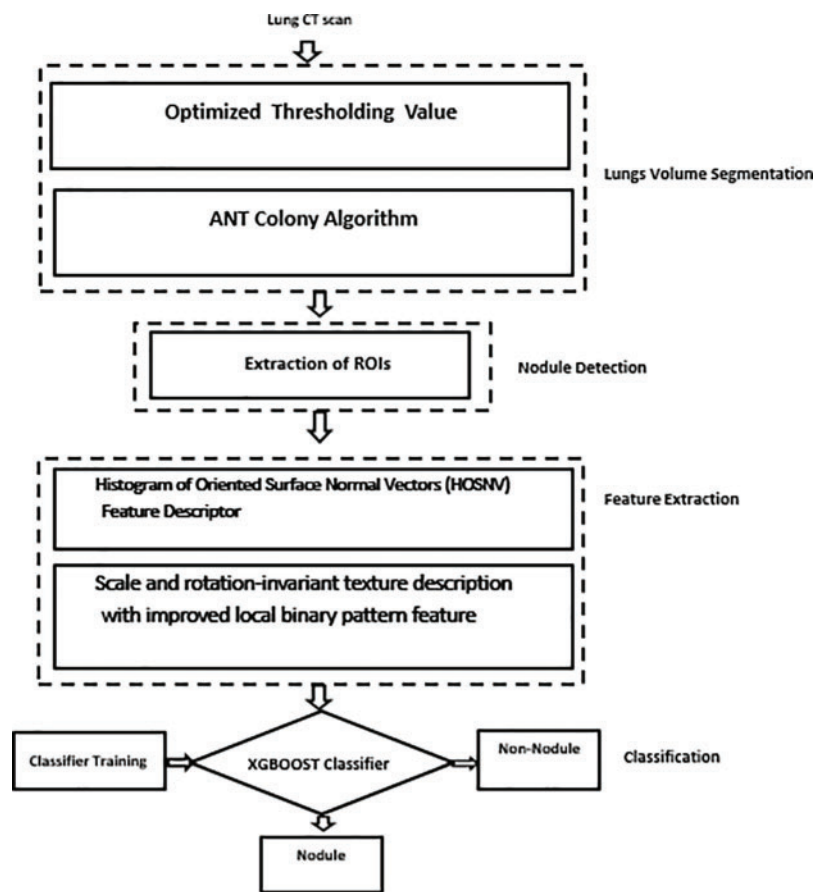 Lung CT scan
Optimized Thresholding Value
Lungs Volume Segmentation
ANT Colony Algorithm
Extraction of ROIs
Nodule Detection
Histogram of Oriented Surface Normal Vectors (HOSNV)
Feature Descriptor
Feature Extraction
Scale and rotation-invariant texture description
with improved local binary pattern feature
Classifier Training
XGBOOST Classifier
Non-Nodule
Classification
Nodule